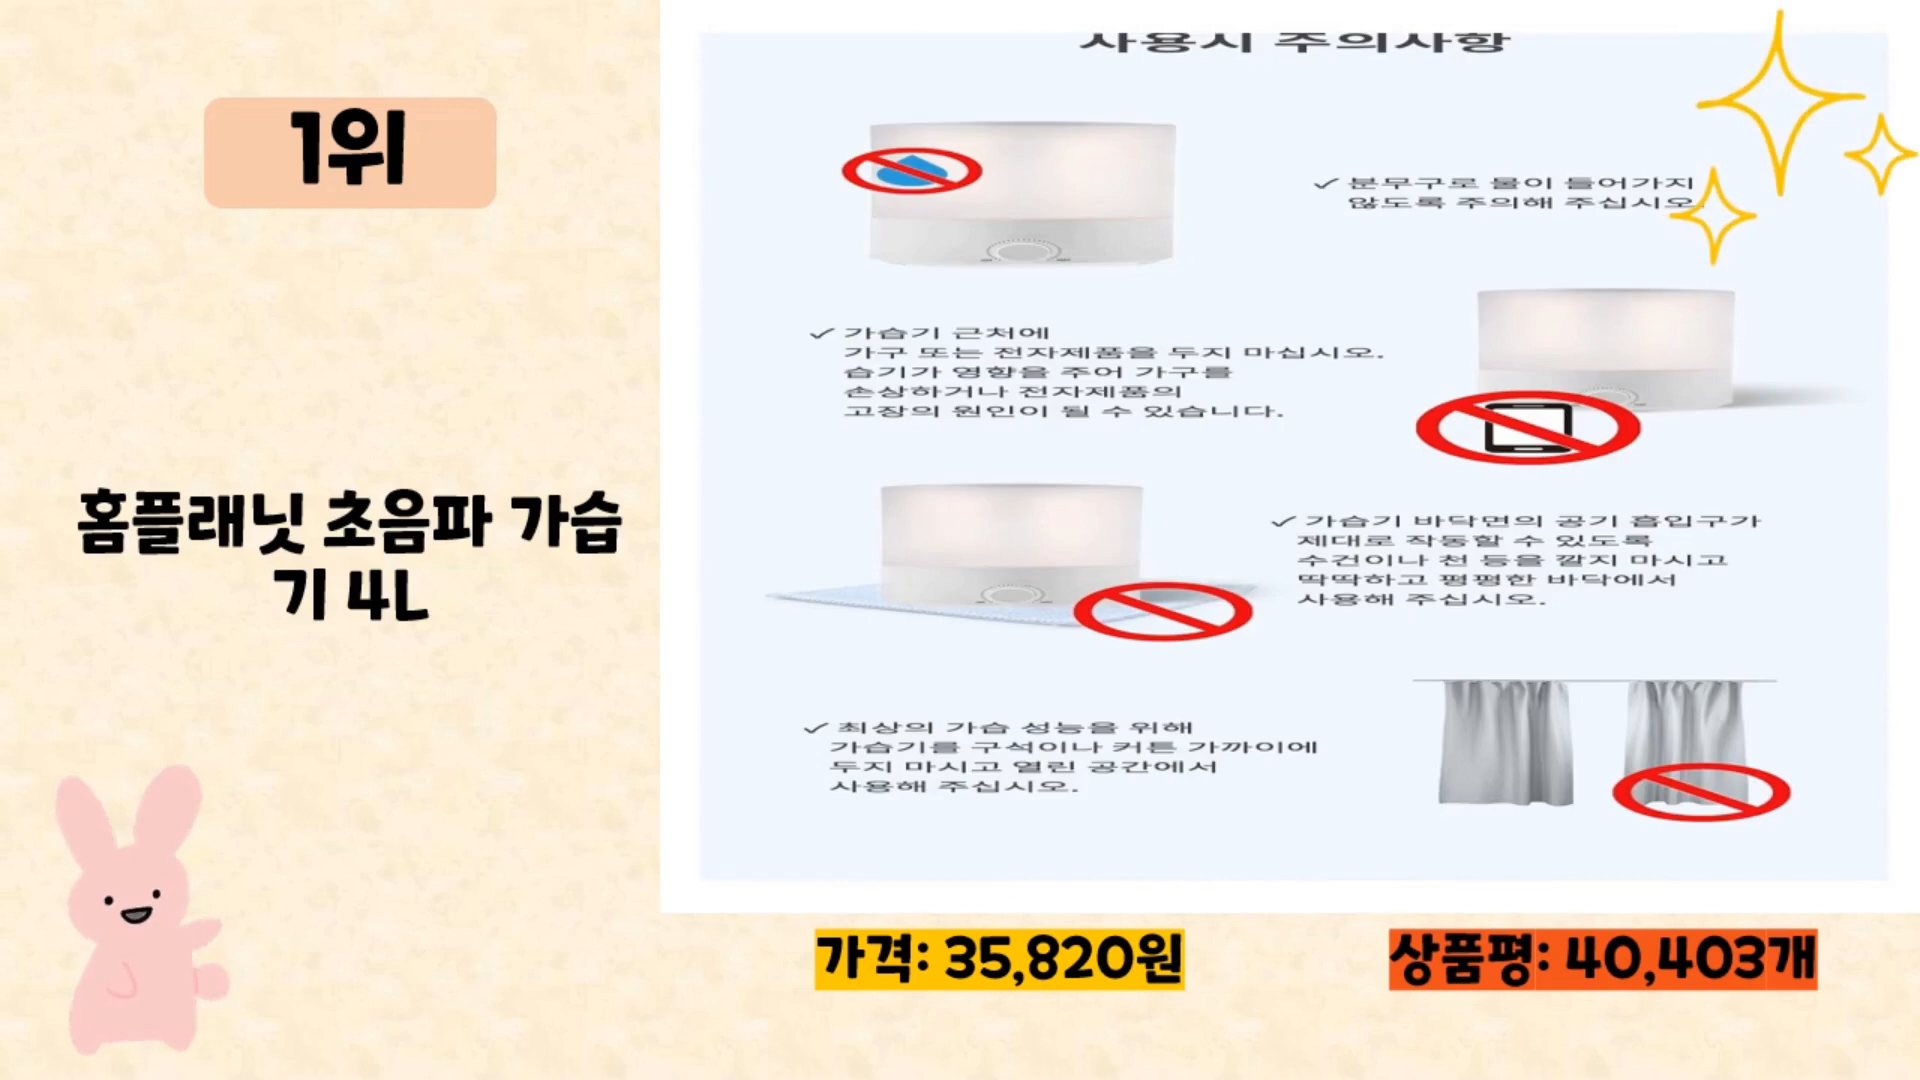 1위
홈플래닛 초음파 가습
기 4L
사용시 주의사항
✓ 분무구로 물이 들어가지
않도록 주의해 주십시오.
✓ 가습기 근처에
가구 또는 전자제품을 두지 마십시오.
습기가 영향을 주어 가구를
손상하거나 전자제품의
고장의 원인이 될 수 있습니다.
✓ 가습기 바닥면의 공기 흡입구가
제대로 작동할 수 있도록
수건이나 천 등을 깔지 마시고
딱딱하고 평평한 바닥에서
사용해 주십시오.
✓ 최상의 가습 성능을 위해
가습기를 구석이나 커튼 가까이에
두지 마시고 열린 공간에서
사용해 주십시오.
가격: 35,820원
상품평: 40,403개